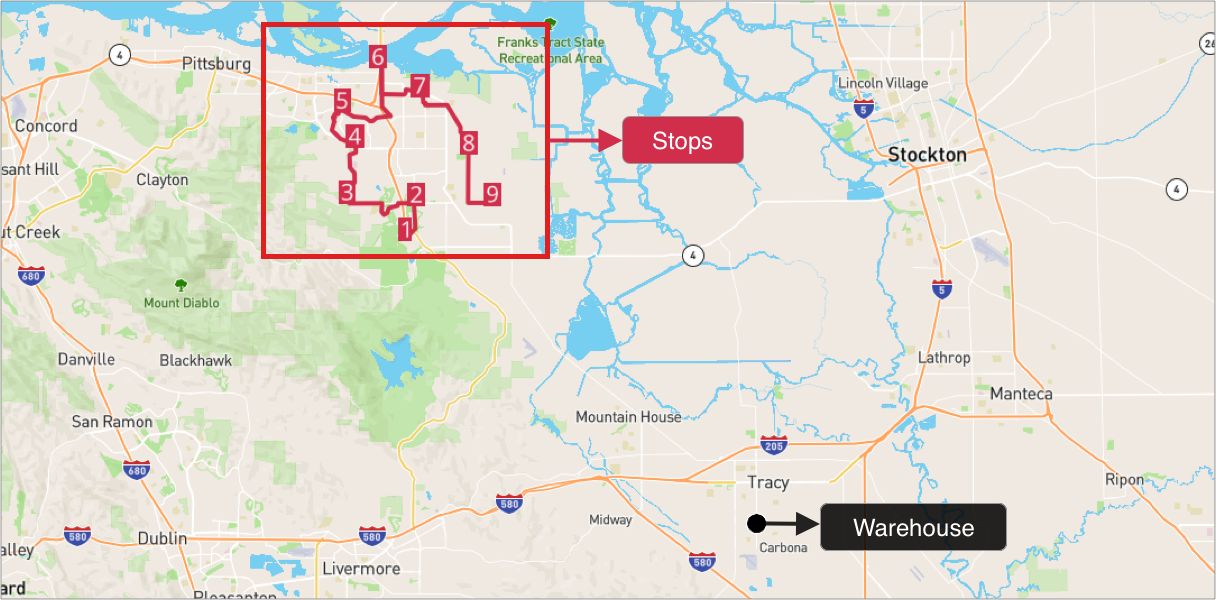 Franks Tract State
Recreational Area
26
4
6
Pittsburg
Lincoln Village
7
5
5
Concord
4
8
Stops
Stockton
sant Hill
Clayton
3
2
9
4
ut Creek
1
4
680
Mount Diablo
5
Danville
Blackhawk
Lathrop
Manteca
San Ramon
Mountain House
205
680
Tracy
Ripon
580
Midway
Warehouse
580
Dublin
580
Carbona
alley
580
Livermore
ard
Pleasanton